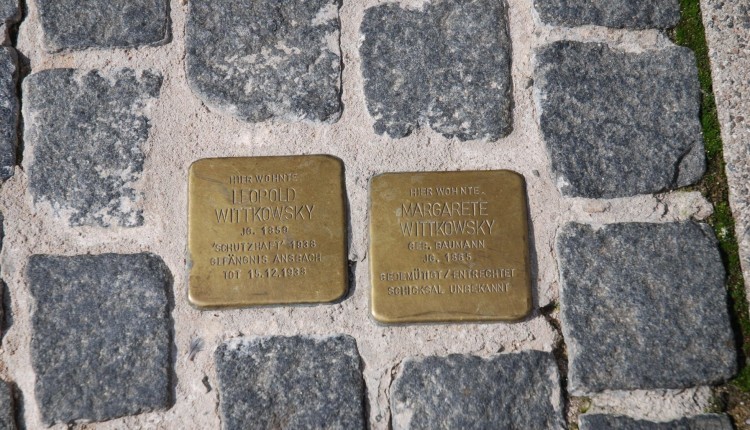 HIER WOHNTE
LEOPOLD
WITTKOWSKY
JG. 1850
"SCHUTZHAFT" 1938
GEFÄNGNIS ANSBACH
TOT 15.12.1938
HIER WOHNTE
MARGARETE
WITTKOWSKY
GEB. BAUMANN
JG. 1865
GEDEMÜTIGT/ENTRECHTET
SCHICKSAL UNBEKANNT